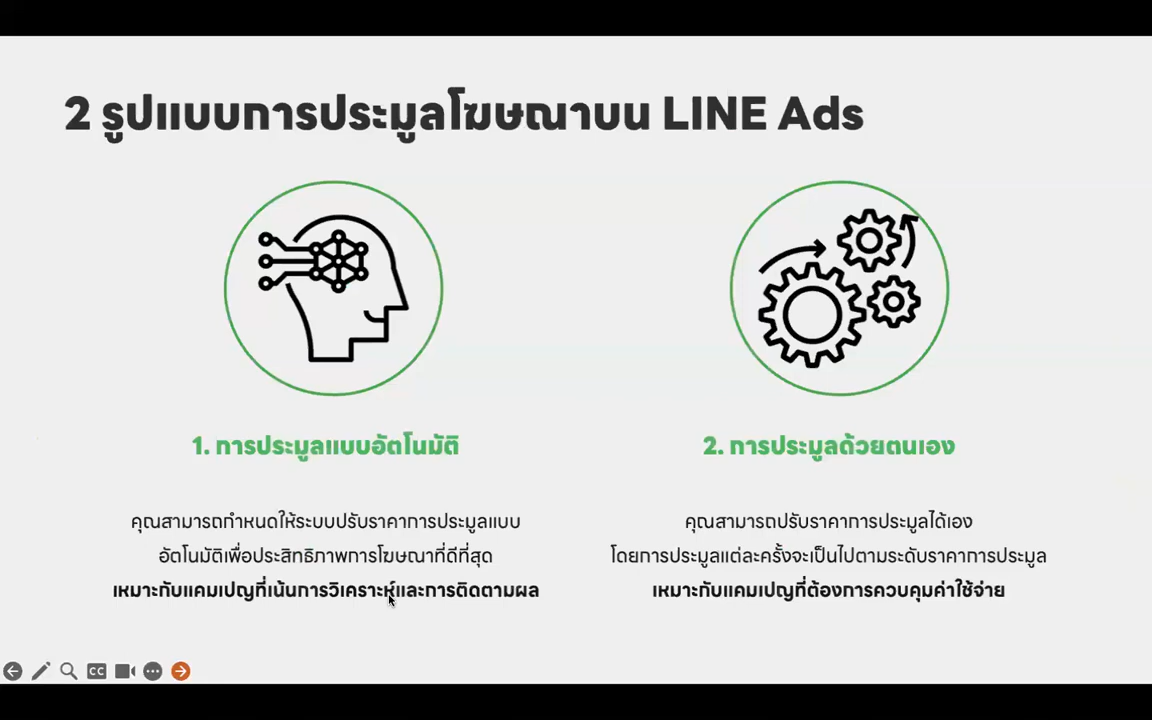 2 รูปแบบการประมูลโฆษณาบน LINE Ads
1. การประมูลแบบอัตโนมัติ
คุณสามารถกำหนดให้ระบบปรับราคาการประมูลแบบ
อัตโนมัติเพื่อประสิทธิภาพการโฆษณาที่ดีที่สุด
เหมาะกับแคมเปญที่เน้นการวิเคราะห์และการติดตามผล
2. การประมูลด้วยตนเอง
คุณสามารถปรับราคาการประมูลได้เอง
โดยการประมูลแต่ละครั้งจะเป็นไปตามระดับราคาการประมูล
เหมาะกับแคมเปญที่ต้องการควบคุมค่าใช้จ่าย
CC